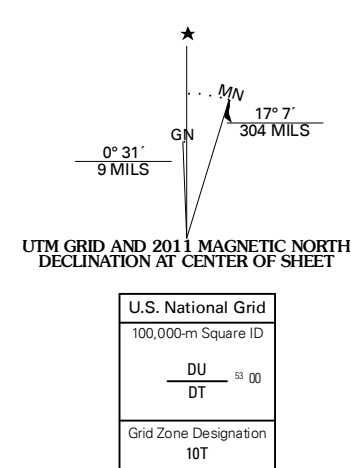 ★
MN
17° 7´
304 MILS
GN
0° 31´
9 MILS
UTM GRID AND 2011 MAGNETIC NORTH
DECLINATION AT CENTER OF SHEET
U.S. National Grid
100,000-m Square ID
DU
53 00
DT
Grid Zone Designation
10T